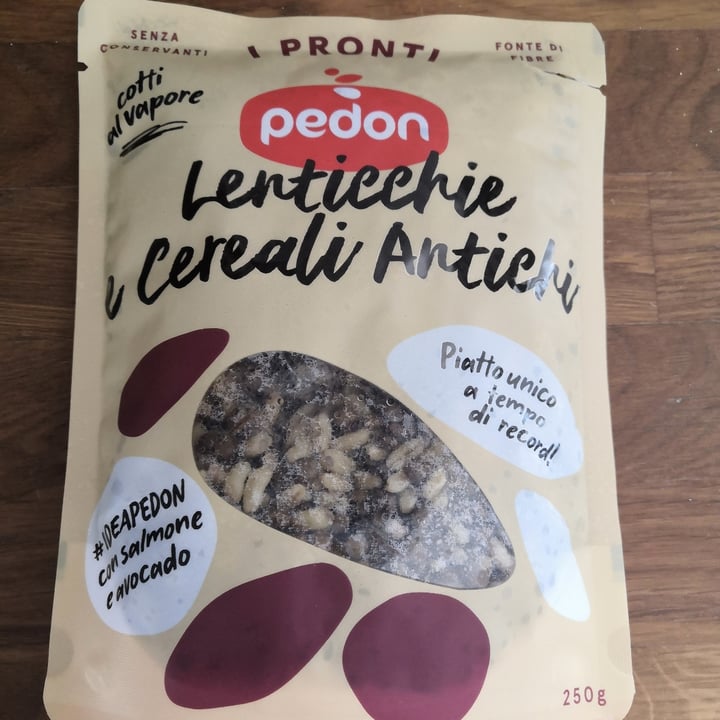 SENZA
CONSERVANTI
I PRONTI
FONTE DI
FIBRE
cotti
al vapore
pedon
Lenticchie
e Cereali Antichi
Piatto unico
a tempo
di record!
#IDEAPEDON
con salmone
e avocado
250g